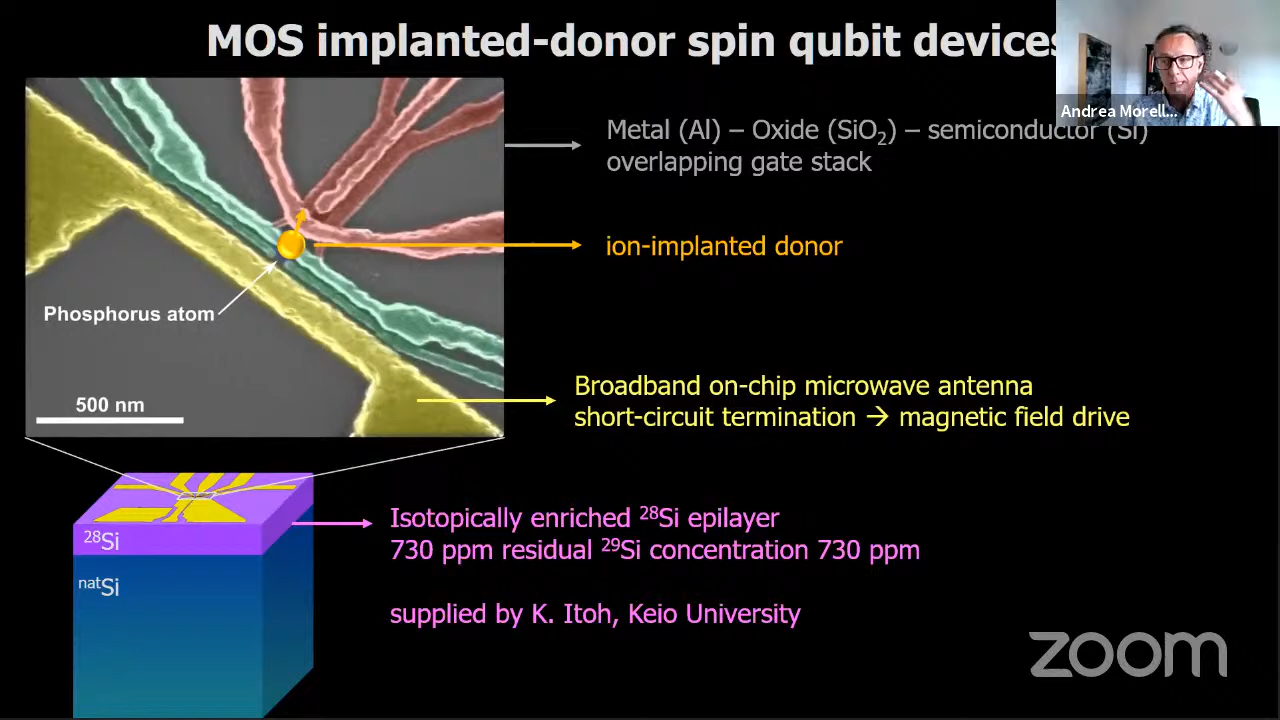 MOS implanted-donor spin qubit devices
Andrea Morell...
Metal (Al) – Oxide (SiO₂) – semiconductor (Si)
overlapping gate stack
ion-implanted donor
Phosphorus atom
500 nm
Broadband on-chip microwave antenna
short-circuit termination → magnetic field drive
²⁸Si
ⁿᵃᵗSi
Isotopically enriched ²⁸Si epilayer
730 ppm residual ²⁹Si concentration 730 ppm
supplied by K. Itoh, Keio University
zoom